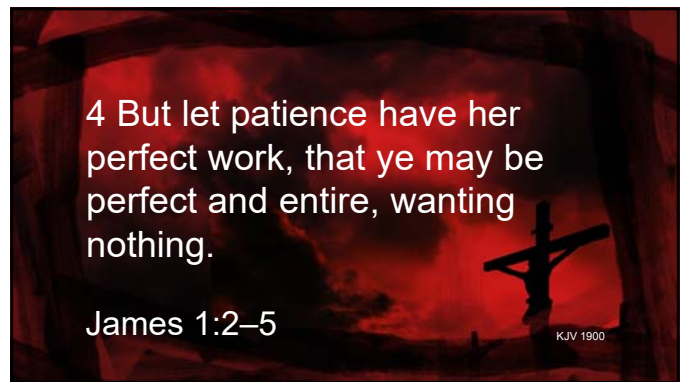 4 But let patience have her
perfect work, that ye may be
perfect and entire, wanting
nothing.
James 1:2–5
KJV 1900